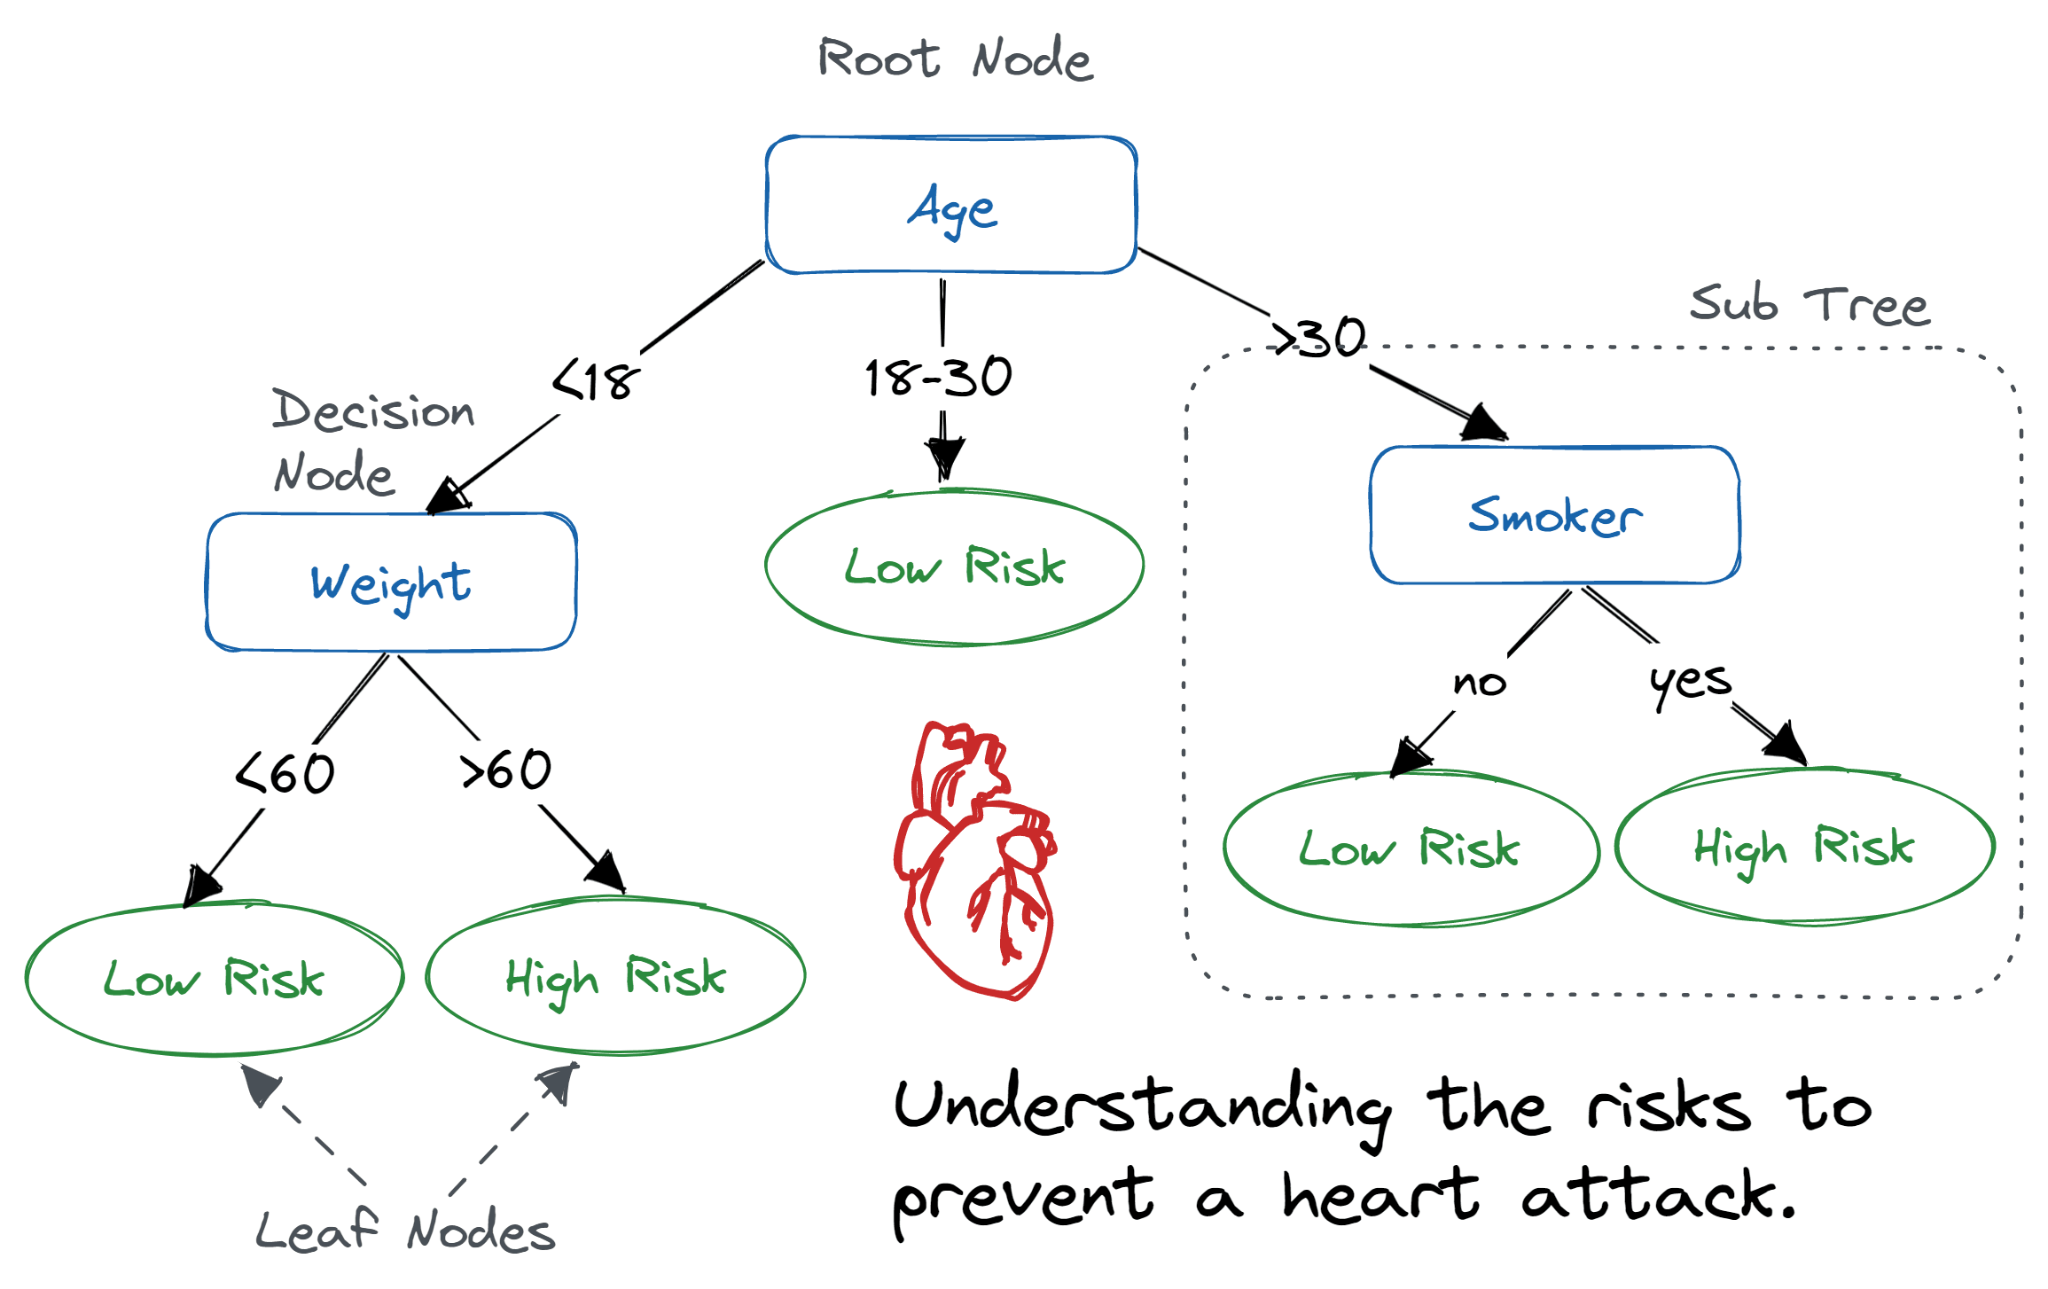 Root Node
Age
<18
18-30
>30
Sub Tree
Decision
Node
Weight
Low Risk
Smoker
<60
>60
no
yes
Low Risk
High Risk
Low Risk
High Risk
Leaf Nodes
Understanding the risks to
prevent a heart attack.